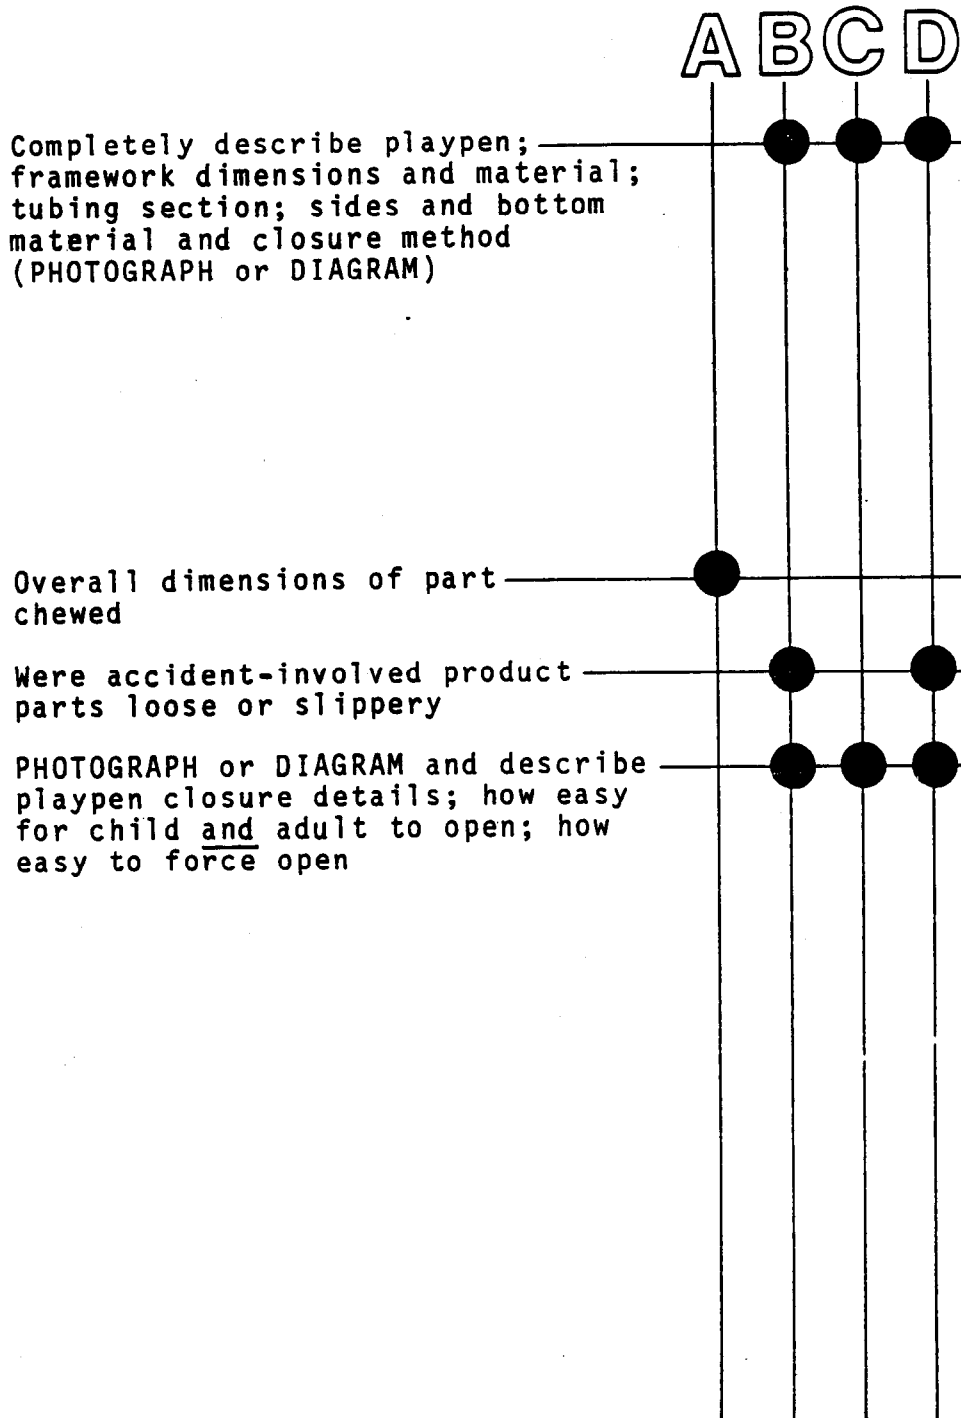 A B C D
Completely describe playpen;
framework dimensions and material;
tubing section; sides and bottom
material and closure method
(PHOTOGRAPH or DIAGRAM)
Overall dimensions of part
chewed
Were accident-involved product
parts loose or slippery
PHOTOGRAPH or DIAGRAM and describe
playpen closure details; how easy
for child and adult to open; how
easy to force open